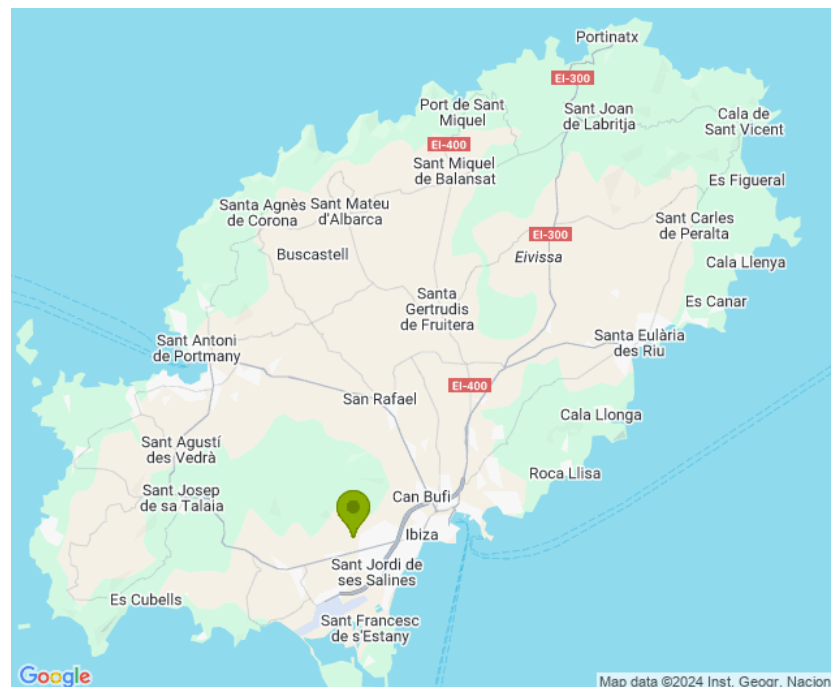 Portinatx
EI-300
Port de Sant
Miquel
Sant Joan
de Labritja
Cala de
Sant Vicent
EI-400
Sant Miquel
de Balansat
Es Figueral
Santa Agnès
de Corona
Sant Mateu
d'Albarca
Sant Carles
de Peralta
EI-300
Buscastell
Eivissa
Cala Llenya
Santa
Gertrudis
de Fruitera
Es Canar
Sant Antoni
de Portmany
Santa Eulària
des Riu
EI-400
San Rafael
Cala Llonga
Sant Agustí
des Vedrà
Roca Llisa
Sant Josep
de sa Talaia
Can Bufi
Ibiza
Sant Jordi de
ses Salines
Es Cubells
Sant Francesc
de s'Estany
Google
Map data ©2024 Inst. Geogr. Nacion